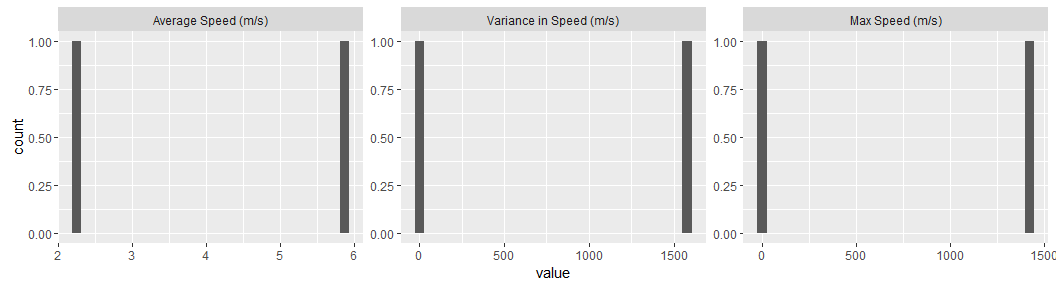 Average Speed (m/s) Variance in Speed (m/s) Max Speed (m/s)
1.00 1.00 1.00
0.75 0.75 0.75
count
0.50 0.50 0.50
0.25 0.25 0.25
0.00 0.00 0.00
2 3 4 5 6 0 500 1000 1500 0 500 1000 1500
value